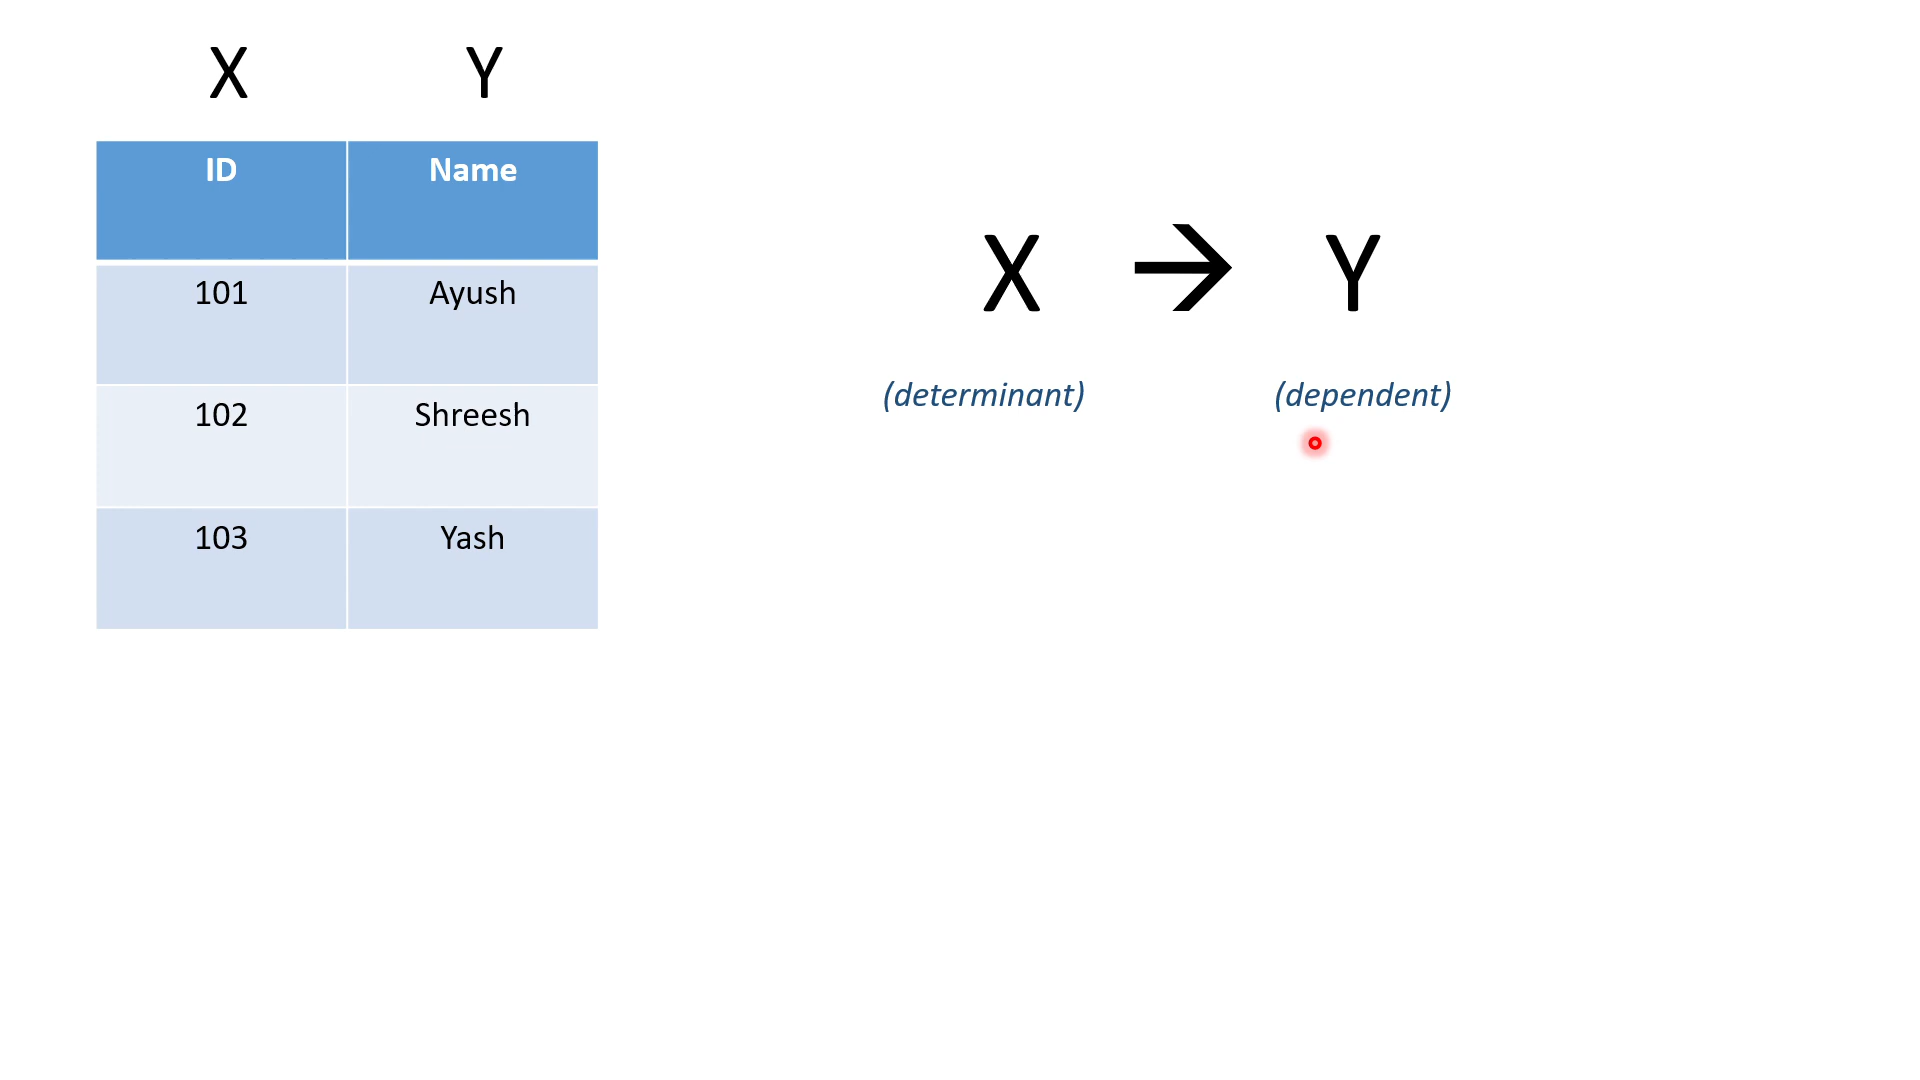 X Y
ID Name
101 Ayush
102 Shreesh
103 Yash
X → Y
(determinant) (dependent)